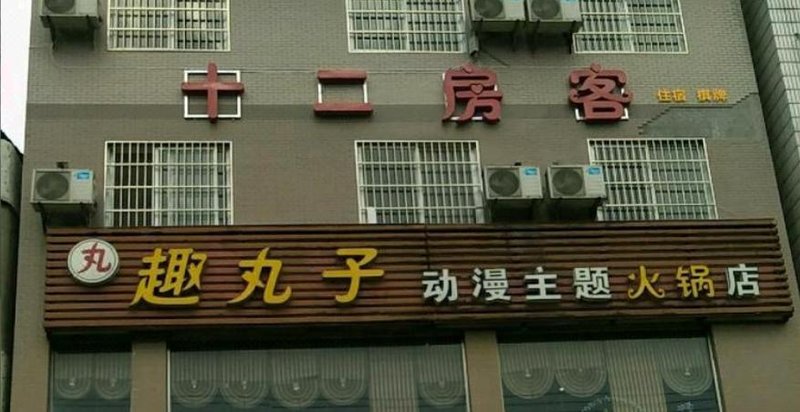 十二房客 住宿 棋牌
丸 趣丸子 动漫主题火锅店